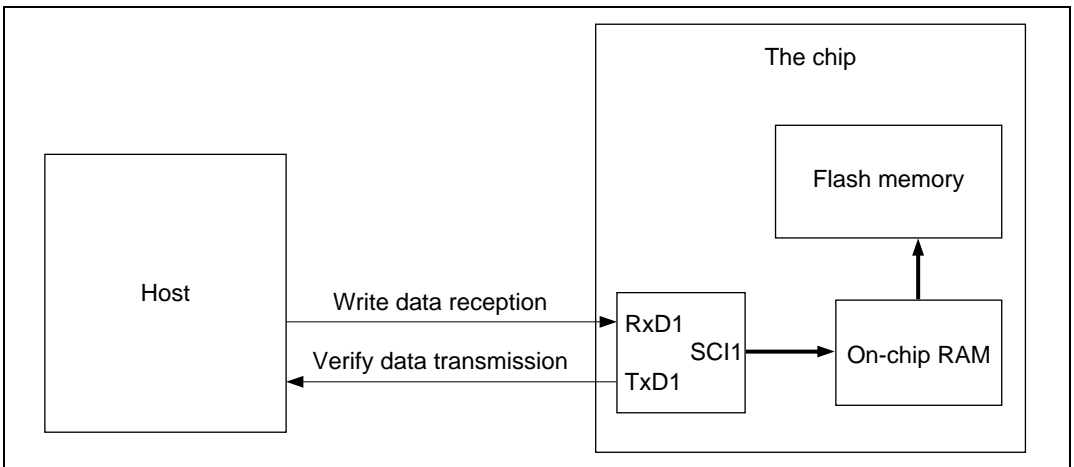 The chip
Flash memory
Host
Write data reception
RxD1
SCI1
On-chip RAM
Verify data transmission
TxD1